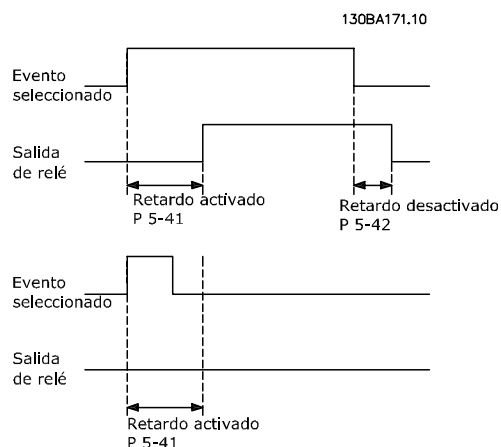 130BA171.10
Evento
seleccionado
Salida
de relé
Retardo activado
P 5-41
Retardo desactivado
P 5-42
Evento
seleccionado
Salida
de relé
Retardo activado
P 5-41